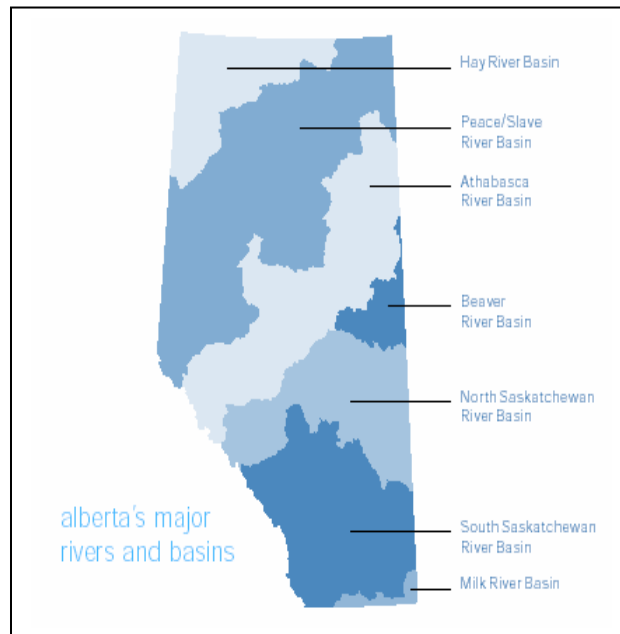 Hay River Basin
Peace/Slave
River Basin
Athabasca
River Basin
Beaver
River Basin
North Saskatchewan
River Basin
alberta's major
rivers and basins
South Saskatchewan
River Basin
Milk River Basin